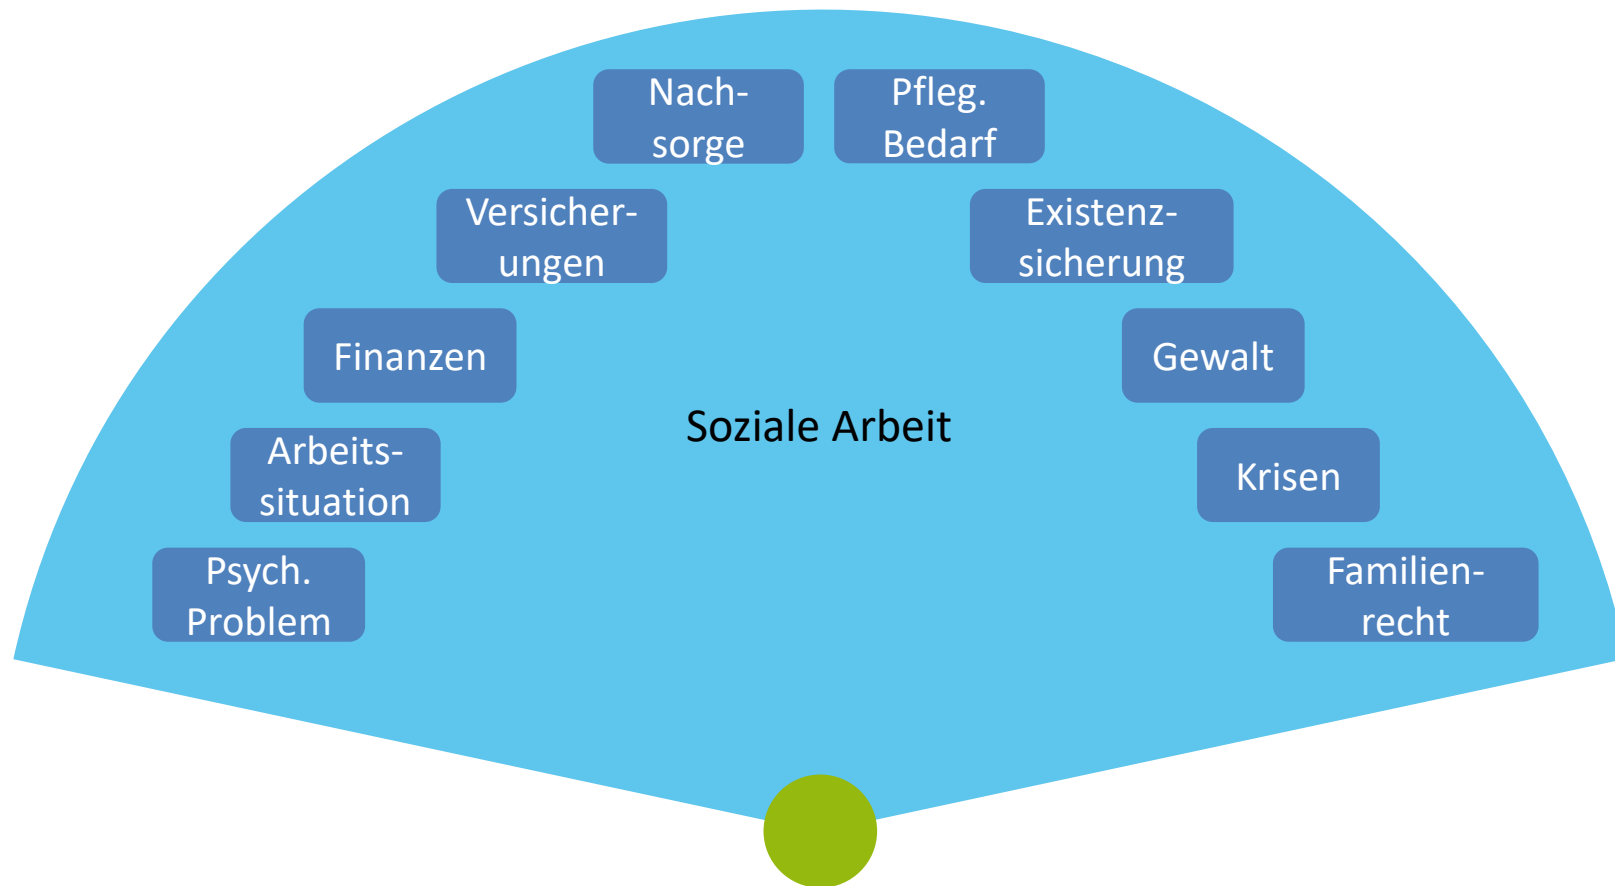 Nach-
sorge
Pfleg.
Bedarf
Versicher-
ungen
Existenz-
sicherung
Finanzen
Gewalt
Soziale Arbeit
Arbeits-
situation
Krisen
Psych.
Problem
Familien-
recht